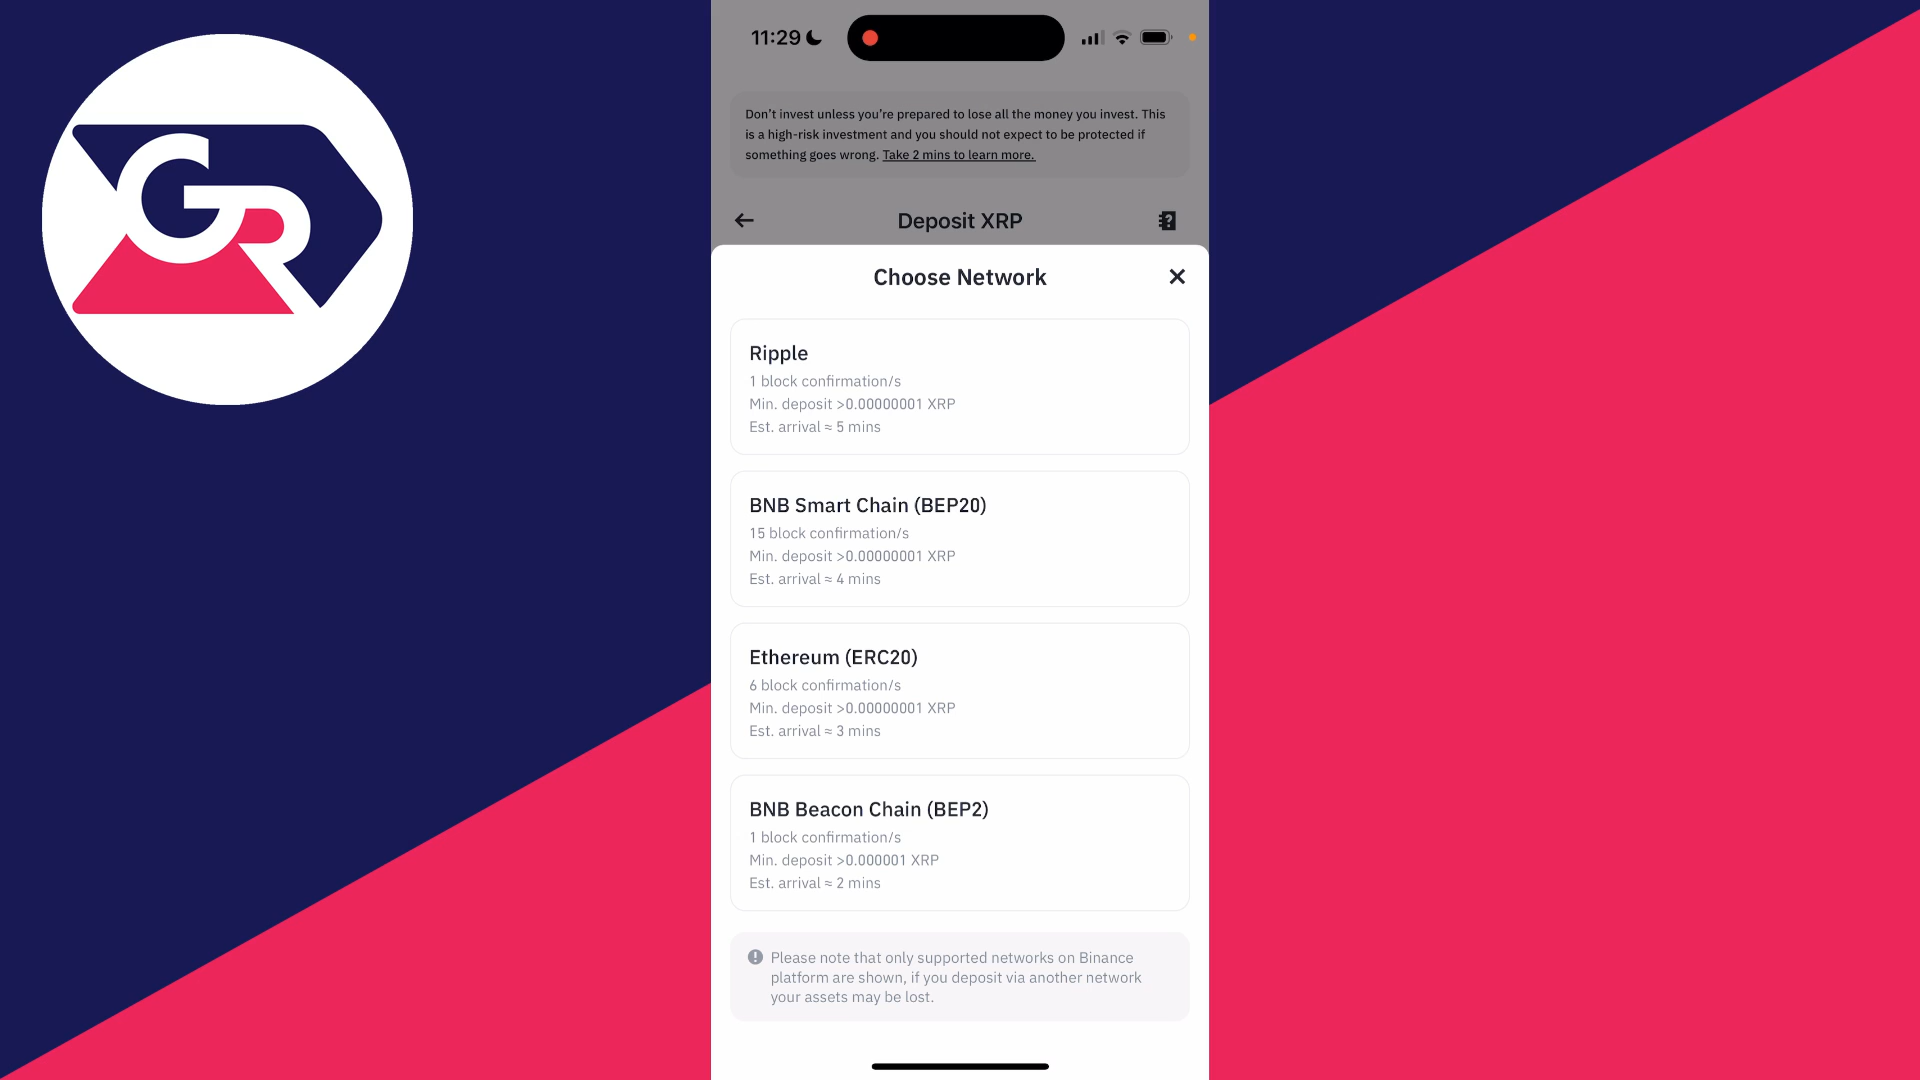 GR
11:29
Don't invest unless you're prepared to lose all the money you invest. This
is a high-risk investment and you should not expect to be protected if
something goes wrong. Take 2 mins to learn more.
Deposit XRP
Choose Network
Ripple
1 block confirmation/s
Min. deposit >0.00000001 XRP
Est. arrival ≈ 5 mins
BNB Smart Chain (BEP20)
15 block confirmation/s
Min. deposit >0.00000001 XRP
Est. arrival ≈ 4 mins
Ethereum (ERC20)
6 block confirmation/s
Min. deposit >0.00000001 XRP
Est. arrival ≈ 3 mins
BNB Beacon Chain (BEP2)
1 block confirmation/s
Min. deposit >0.000001 XRP
Est. arrival ≈ 2 mins
Please note that only supported networks on Binance
platform are shown, if you deposit via another network
your assets may be lost.